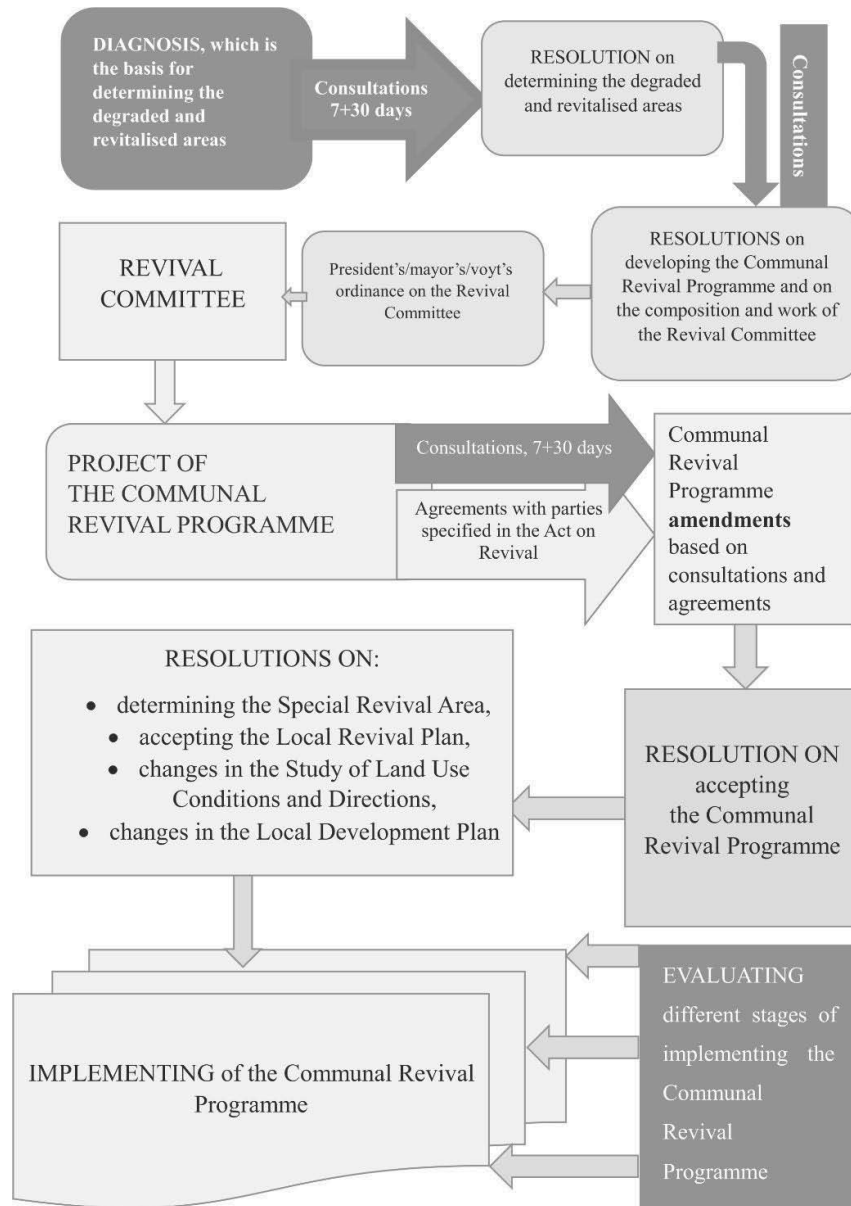 DIAGNOSIS, which is
the basis for
determining the
degraded and
revitalised areas
Consultations
7+30 days
RESOLUTION on
determining the degraded
and revitalised areas
Consultations
RESOLUTIONS on
developing the Communal
Revival Programme and on
the composition and work of
the Revival Committee
President's/mayor's/voyt's
ordinance on the Revival
Committee
REVIVAL
COMMITTEE
PROJECT OF
THE COMMUNAL
REVIVAL PROGRAMME
Consultations, 7+30 days
Agreements with parties
specified in the Act on
Revival
Communal
Revival
Programme
amendments
based on
consultations and
agreements
RESOLUTION ON
accepting
the Communal
Revival Programme
RESOLUTIONS ON:
• determining the Special Revival Area,
• accepting the Local Revival Plan,
• changes in the Study of Land Use
Conditions and Directions,
• changes in the Local Development Plan
IMPLEMENTING of the Communal Revival
Programme
EVALUATING
different stages of
implementing the
Communal
Revival
Programme